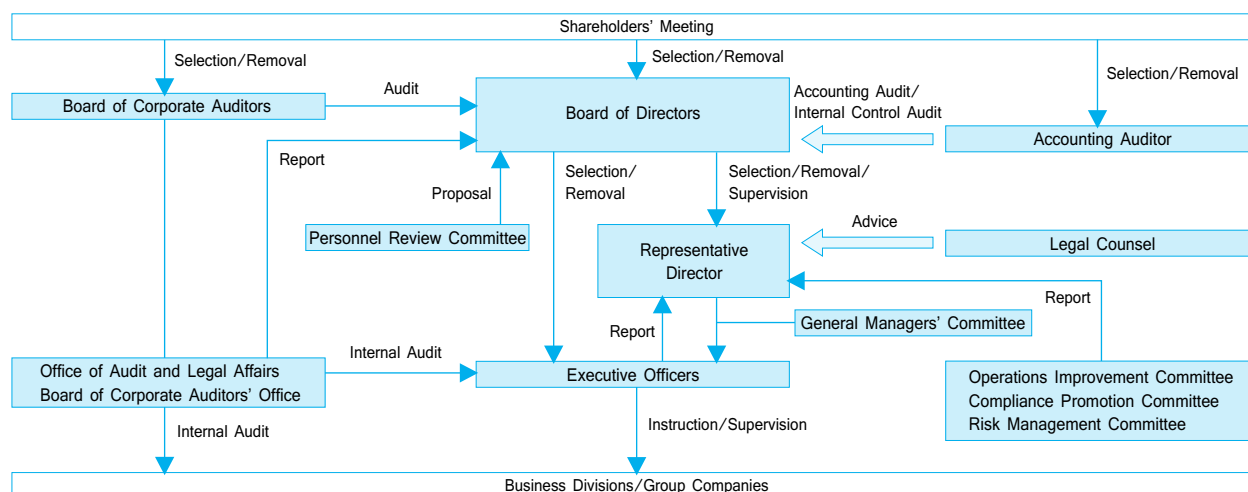 Shareholders' Meeting
Selection/Removal
Selection/Removal
Selection/Removal
Board of Corporate Auditors
Audit
Board of Directors
Accounting Audit/
Internal Control Audit
Accounting Auditor
Report
Proposal
Selection/
Removal
Selection/Removal/
Supervision
Personnel Review Committee
Representative
Director
Advice
Legal Counsel
Report
General Managers' Committee
Report
Office of Audit and Legal Affairs
Board of Corporate Auditors' Office
Internal Audit
Executive Officers
Operations Improvement Committee
Compliance Promotion Committee
Risk Management Committee
Internal Audit
Instruction/Supervision
Business Divisions/Group Companies